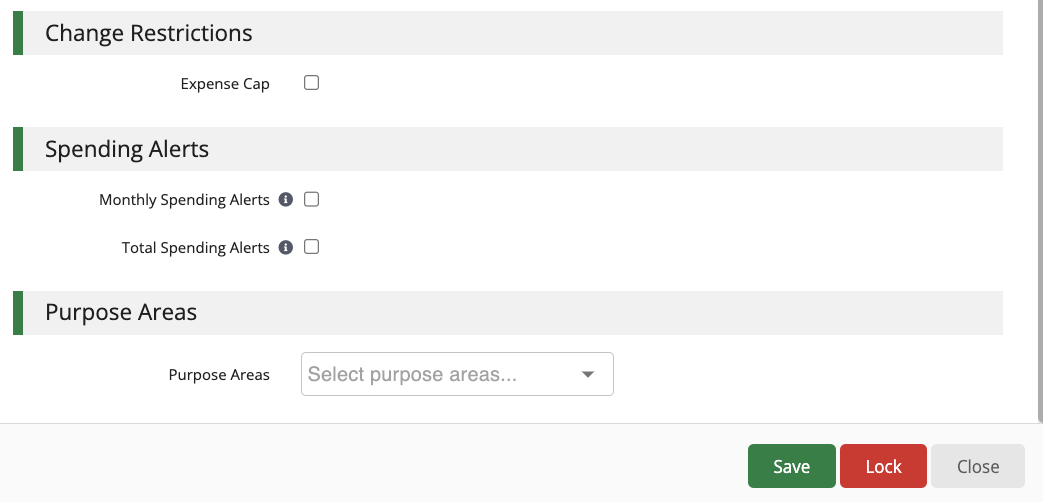 Change Restrictions
Expense Cap
Spending Alerts
Monthly Spending Alerts
Total Spending Alerts
Purpose Areas
Purpose Areas Select purpose areas...
Save Lock Close